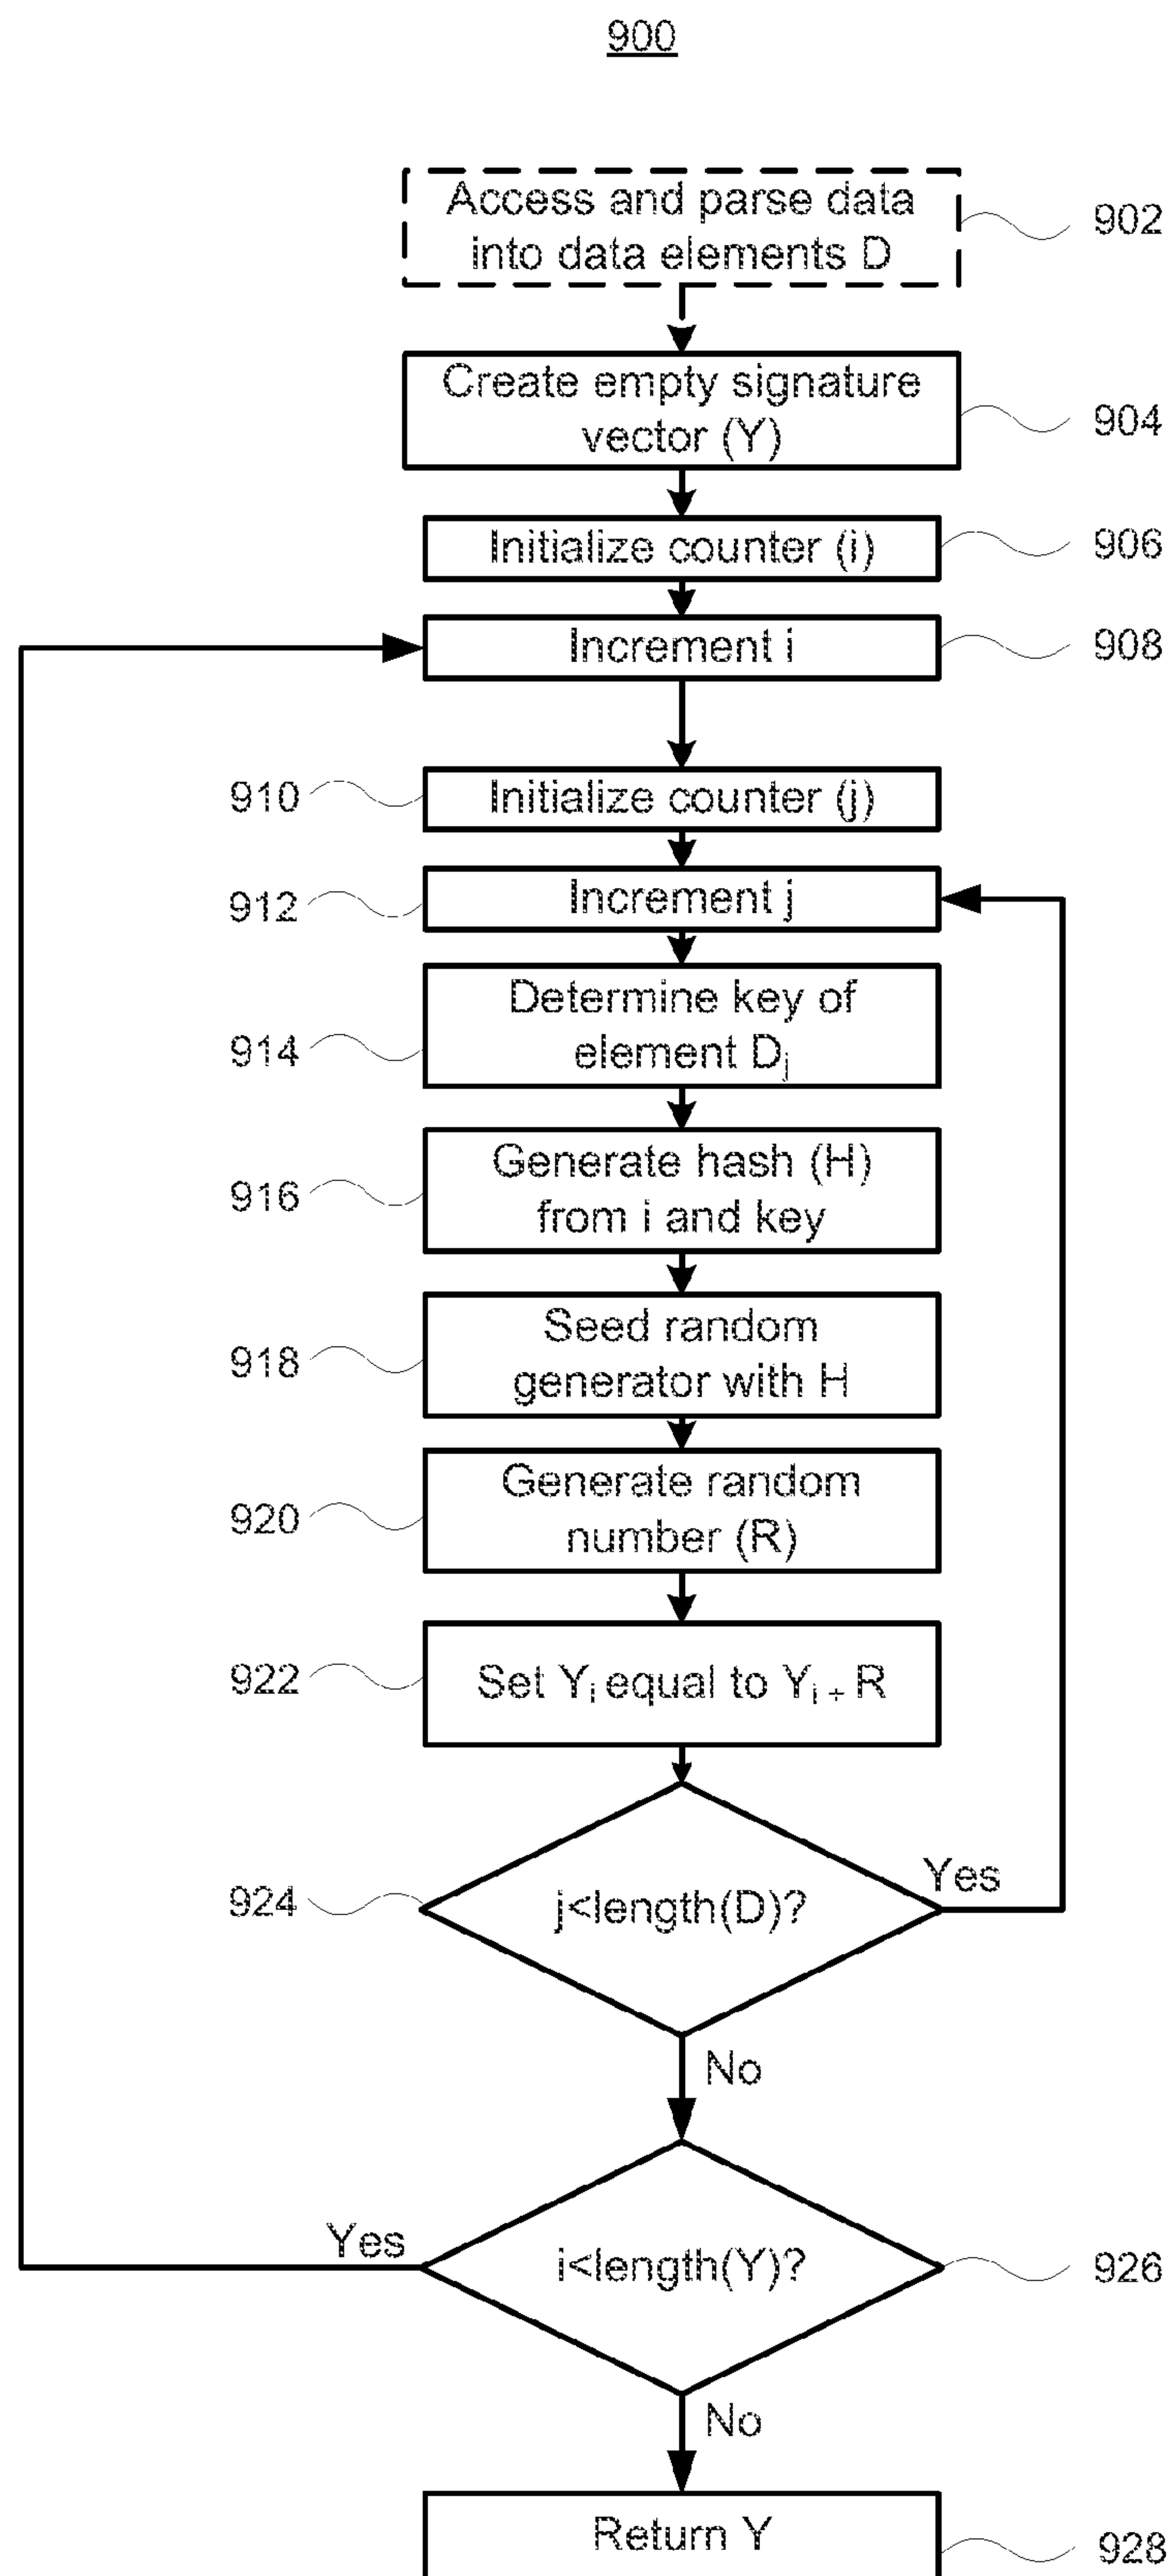 900
Access and parse data
into data elements D
902
Create empty signature
vector (Y)
904
Initialize counter (i)
906
Increment i
908
910
Initialize counter (j)
912
Increment j
914
Determine key of
element Dj
916
Generate hash (H)
from i and key
918
Seed random
generator with H
920
Generate random
number (R)
922
Set Yi equal to Yi + R
924
j<length(D)?
Yes
No
Yes
i<length(Y)?
926
No
Return Y
928